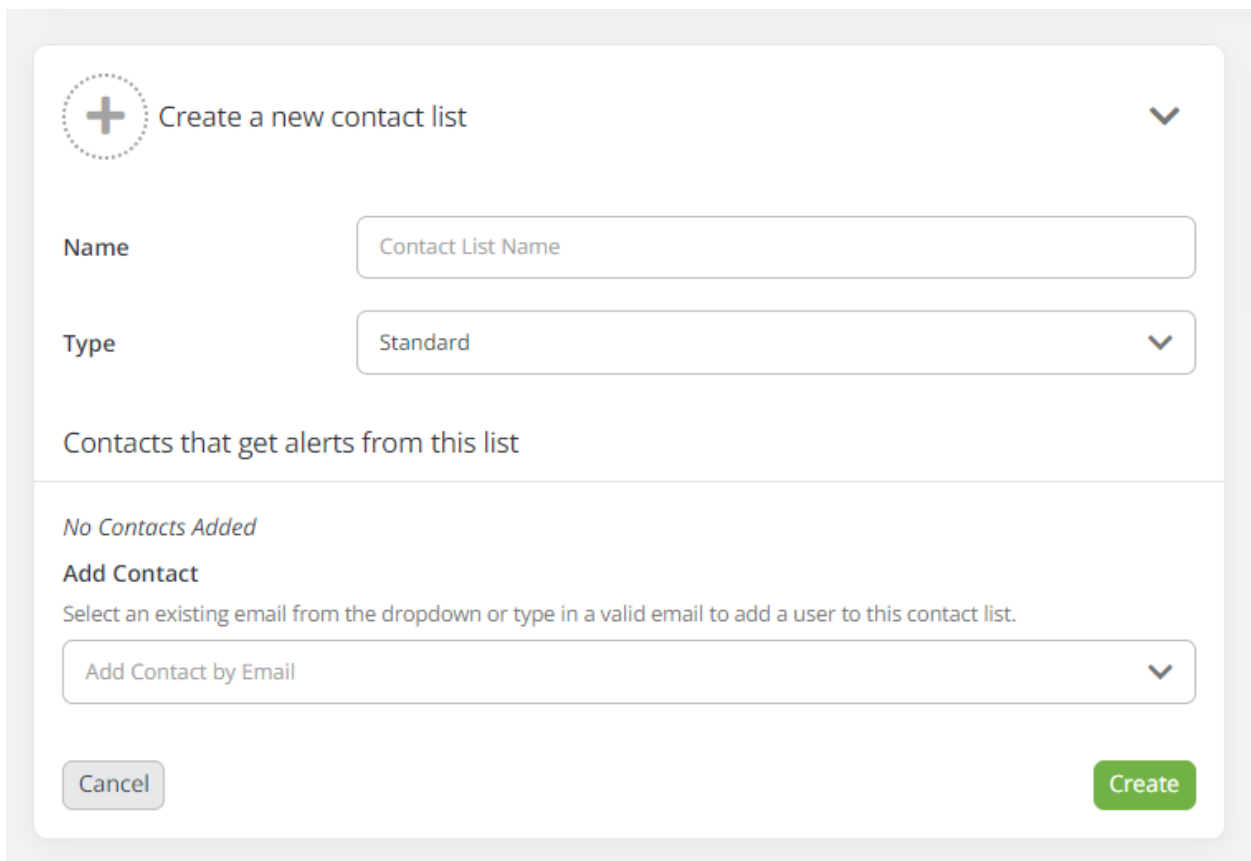 Create a new contact list
Name
Contact List Name
Type
Standard
Contacts that get alerts from this list
No Contacts Added
Add Contact
Select an existing email from the dropdown or type in a valid email to add a user to this contact list.
Add Contact by Email
Cancel
Create